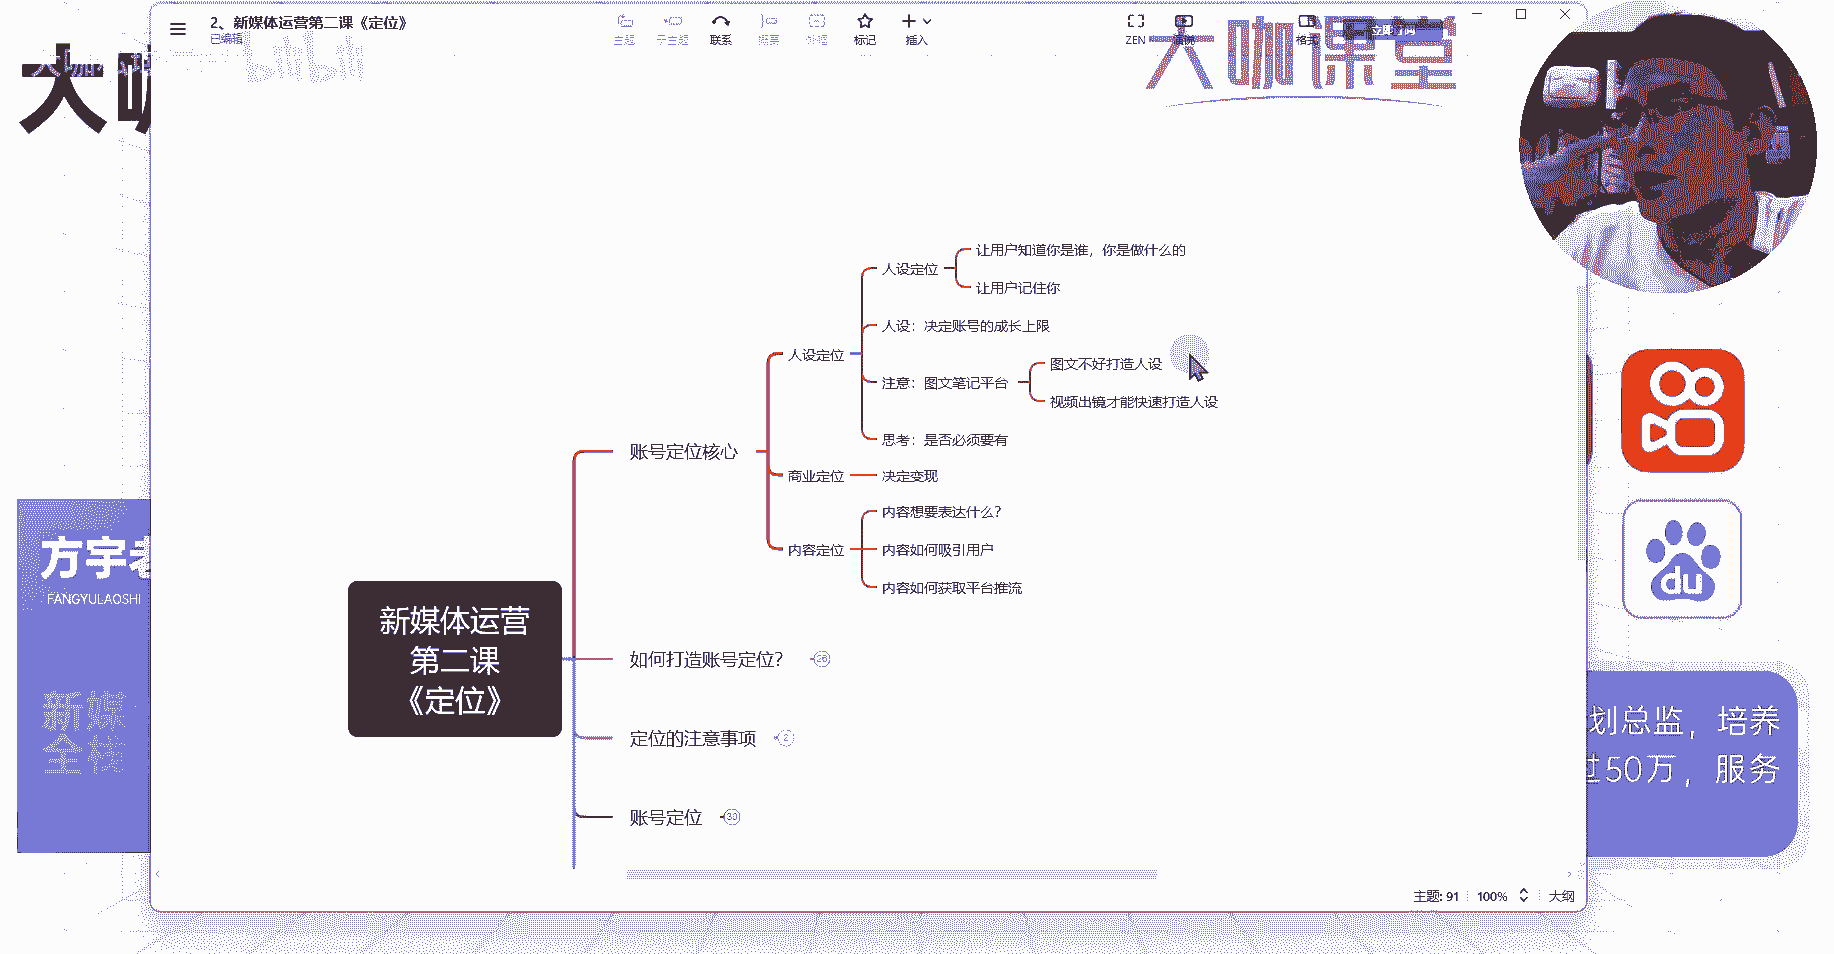 2、新媒体运营第二课《定位》
已编辑
主题
子主题
联系
概要
外框
标记
插入
ZEN
格式
bilibili
大咖课堂
大咖
让用户知道你是谁，你是做什么的
人设定位
让用户记住你
人设：决定账号的成长上限
人设定位
图文不好打造人设
注意：图文笔记平台
视频出镜才能快速打造人设
思考：是否必须要有
账号定位核心
商业定位
决定变现
内容想要表达什么？
内容定位
内容如何吸引用户
内容如何获取平台推流
新媒体运营
第二课
《定位》
如何打造账号定位？
定位的注意事项
2
账号定位
方宇老
FANGYULAOSHI
新媒
全栈
du
划总监，培养
过50万，服务
主题: 91
100%
大纲